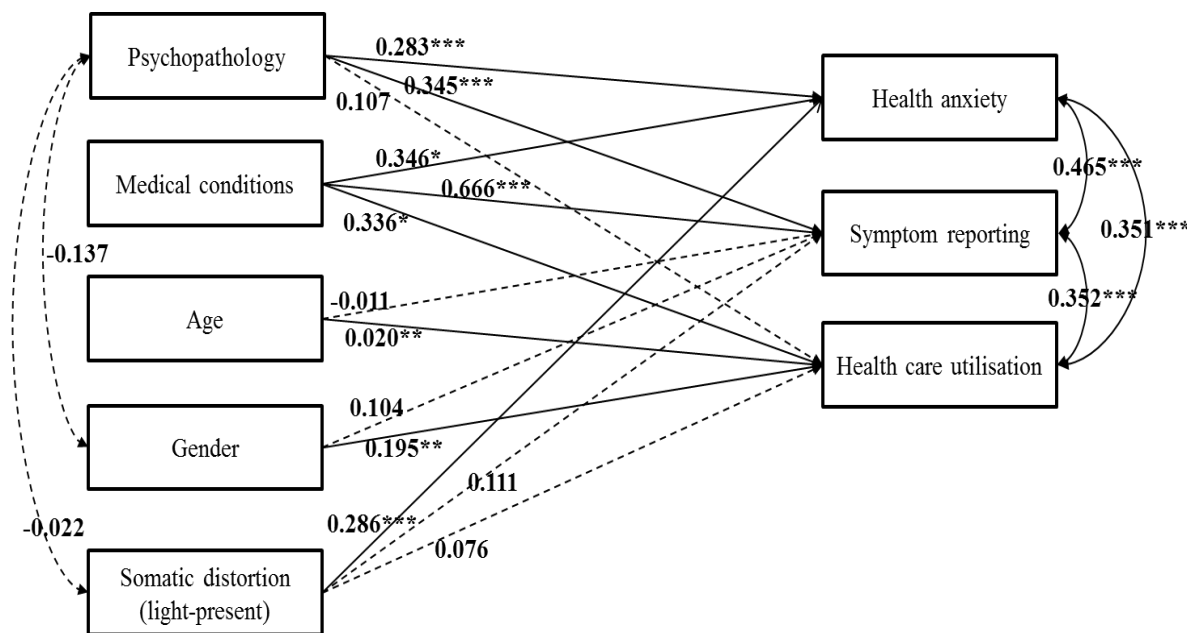 Psychopathology
0.283***
0.345***
0.107
Health anxiety
Medical conditions
0.346*
0.666***
0.336*
0.465***
Symptom reporting
0.351***
-0.137
Age
-0.011
0.020**
0.352***
Health care utilisation
Gender
0.104
0.195**
0.111
-0.022
0.286***
0.076
Somatic distortion
(light-present)